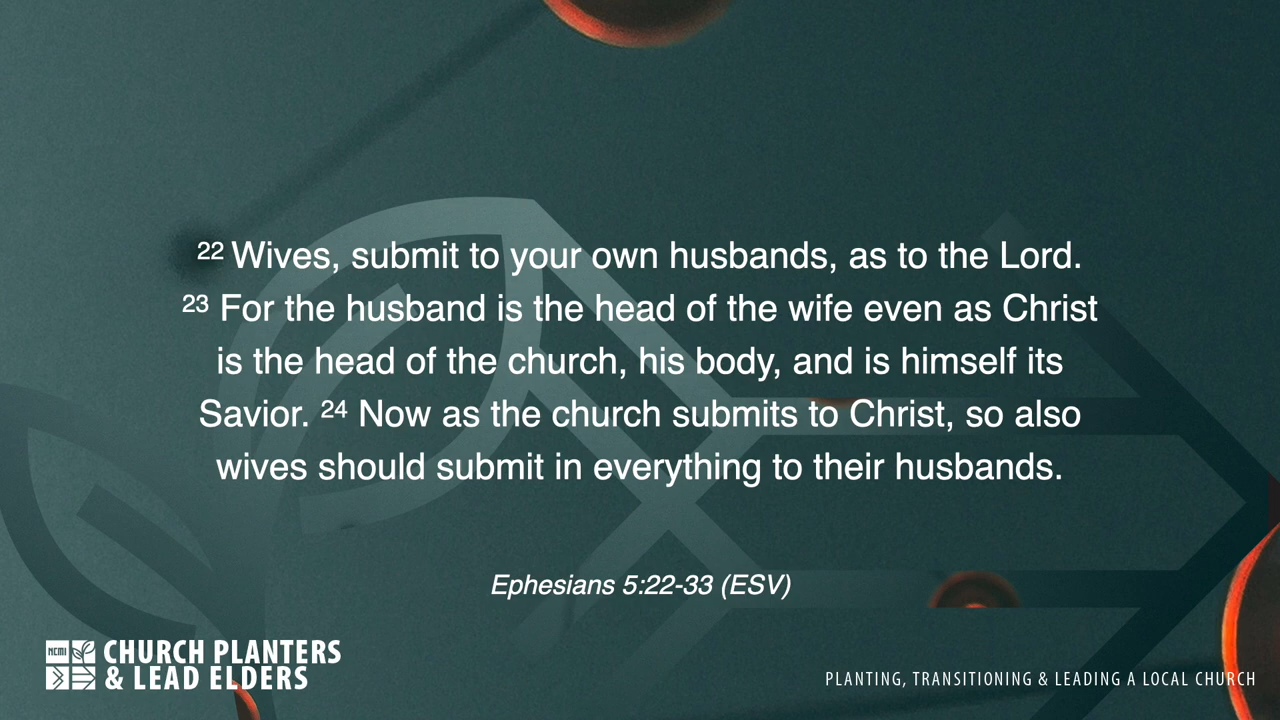 22 Wives, submit to your own husbands, as to the Lord.
23 For the husband is the head of the wife even as Christ
is the head of the church, his body, and is himself its
Savior. 24 Now as the church submits to Christ, so also
wives should submit in everything to their husbands.
Ephesians 5:22-33 (ESV)
NCMI
CHURCH PLANTERS
& LEAD ELDERS
PLANTING, TRANSITIONING & LEADING A LOCAL CHURCH